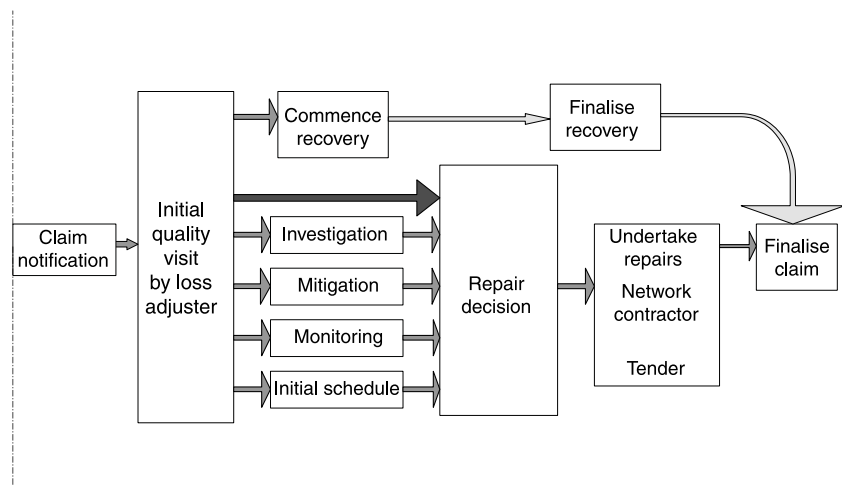 Claim
notification
Initial
quality
visit
by loss
adjuster
Commence
recovery
Investigation
Mitigation
Monitoring
Initial schedule
Repair
decision
Finalise
recovery
Undertake
repairs
Network
contractor
Tender
Finalise
claim